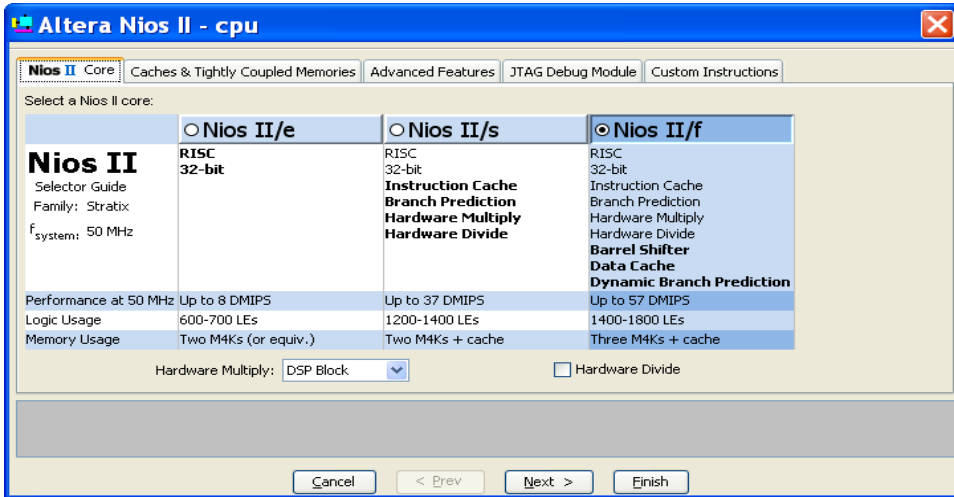 Altera Nios II - cpu
Nios II Core Caches & Tightly Coupled Memories Advanced Features JTAG Debug Module Custom Instructions
Select a Nios II core:
Nios II/e Nios II/s Nios II/f
Nios II
Selector Guide
Family: Stratix
fsystem: 50 MHz
RISC
32-bit
RISC
32-bit
Instruction Cache
Branch Prediction
Hardware Multiply
Hardware Divide
RISC
32-bit
Instruction Cache
Branch Prediction
Hardware Multiply
Hardware Divide
Barrel Shifter
Data Cache
Dynamic Branch Prediction
Performance at 50 MHz Up to 8 DMIPS Up to 37 DMIPS Up to 57 DMIPS
Logic Usage 600-700 LEs 1200-1400 LEs 1400-1800 LEs
Memory Usage Two M4Ks (or equiv.) Two M4Ks + cache Three M4Ks + cache
Hardware Multiply: DSP Block Hardware Divide
Cancel < Prev Next > Finish